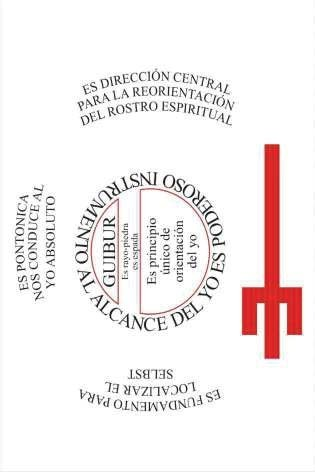 ES DIRECCIÓN CENTRAL
PARA LA REORIENTACIÓN
DEL ROSTRO ESPIRITUAL
ES PONTONICA
NOS CONDUCE AL
YO ABSOLUTO
ES PODEROSO INSTRUMENTO AL ALCANCE DEL YO
GUIBUR
Es rayo-piedra
es espada
Es principio
único de
orientación
del yo
ES FUNDAMENTO PARA
LOCALIZAR EL
SELBST